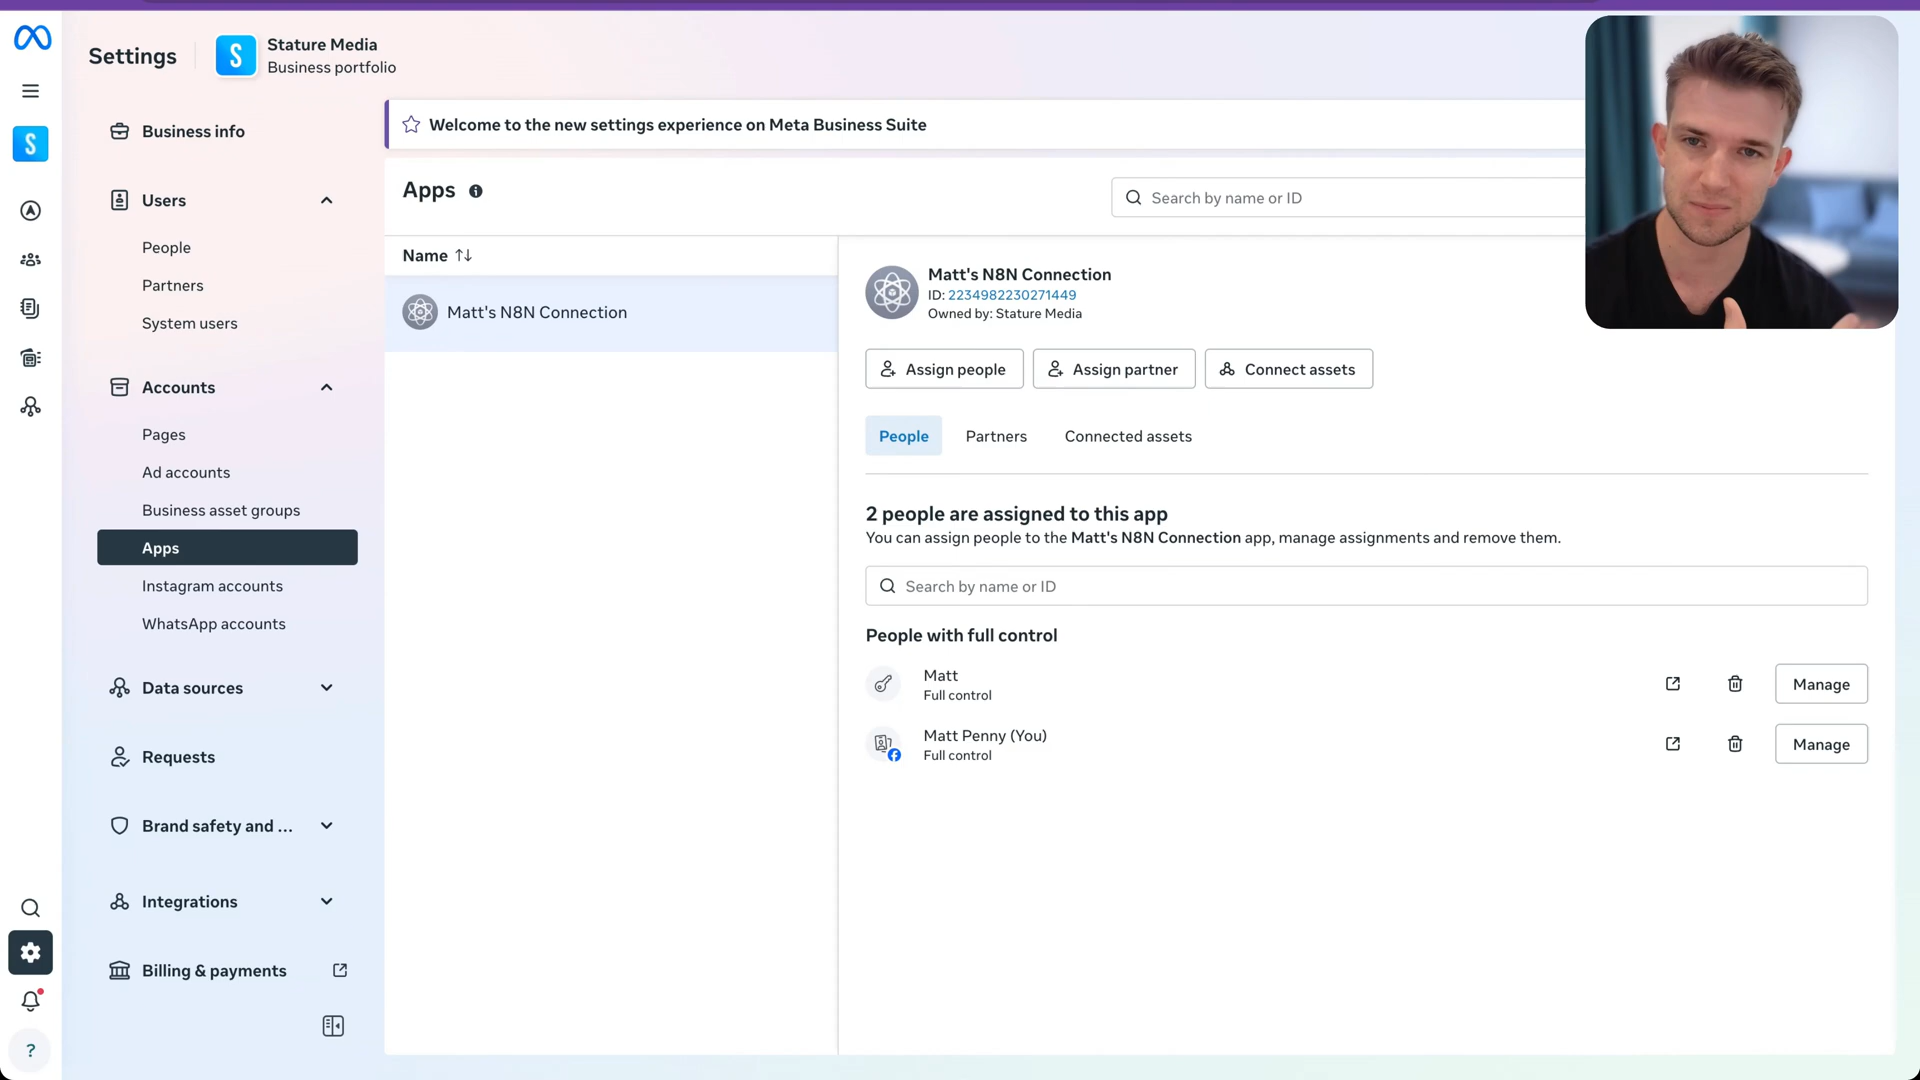 Settings
S
Stature Media
Business portfolio
S
Business info
Users
People
Partners
System users
Accounts
Pages
Ad accounts
Business asset groups
Apps
Instagram accounts
WhatsApp accounts
Data sources
Requests
Brand safety and ...
Integrations
Billing & payments
?
Welcome to the new settings experience on Meta Business Suite
Apps
Search by name or ID
Name
Matt's N8N Connection
Matt's N8N Connection
ID: 2234982230271449
Owned by: Stature Media
Assign people
Assign partner
Connect assets
People
Partners
Connected assets
2 people are assigned to this app
You can assign people to the Matt's N8N Connection app, manage assignments and remove them.
Search by name or ID
People with full control
Matt
Full control
Manage
Matt Penny (You)
Full control
Manage